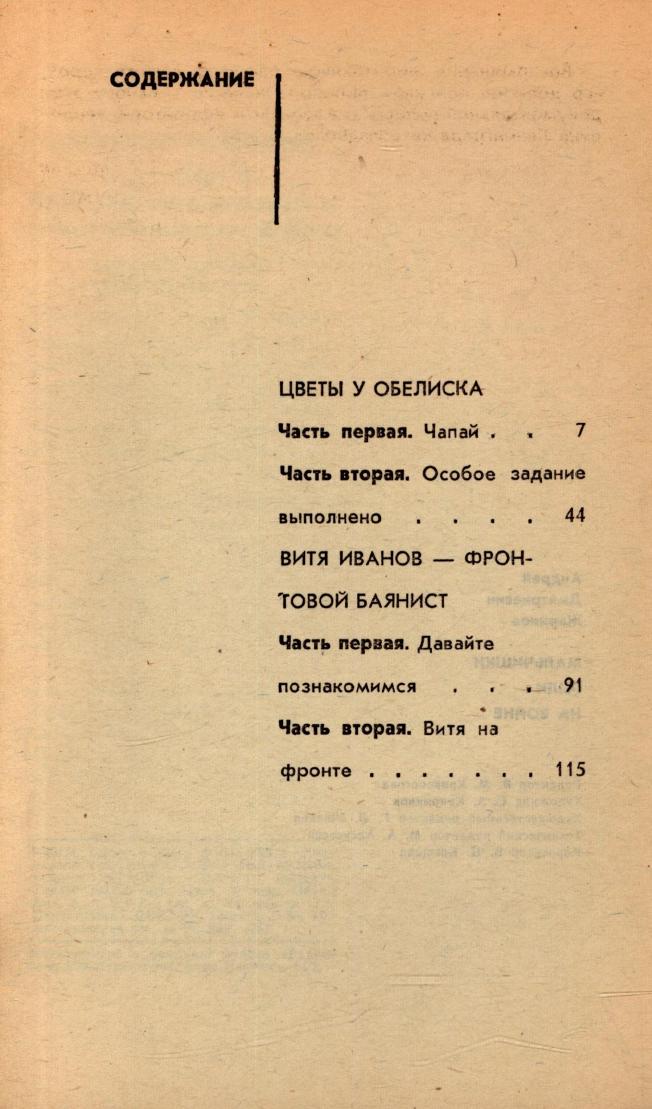 СОДЕРЖАНИЕ
ЦВЕТЫ У ОБЕЛИСКА
Часть первая. Чапай . . 7
Часть вторая. Особое задание
выполнено . . . . 44
ВИТЯ ИВАНОВ — ФРОН-
ТОВОЙ БАЯНИСТ
Часть первая. Давайте
познакомимся . . . 91
Часть вторая. Витя на
фронте . . . . . . . 115